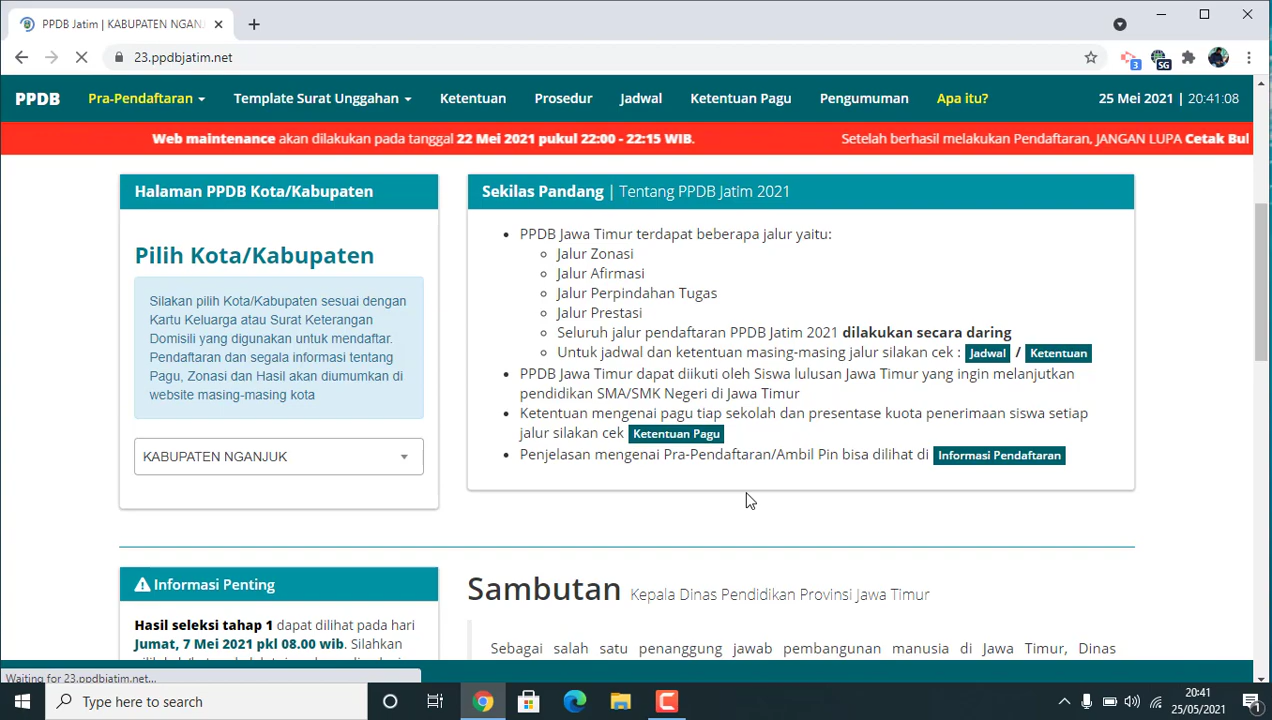 PPDB Jatim | KABUPATEN NGANJ
23.ppdbjatim.net
3
SG
PPDB
Pra-Pendaftaran
Template Surat Unggahan
Ketentuan
Prosedur
Jadwal
Ketentuan Pagu
Pengumuman
Apa itu?
25 Mei 2021 | 20:41:08
Web maintenance akan dilakukan pada tanggal 22 Mei 2021 pukul 22:00 - 22:15 WIB.
Setelah berhasil melakukan Pendaftaran, JANGAN LUPA Cetak Bul
Halaman PPDB Kota/Kabupaten
Pilih Kota/Kabupaten
Silakan pilih Kota/Kabupaten sesuai dengan
Kartu Keluarga atau Surat Keterangan
Domisili yang digunakan untuk mendaftar.
Pendaftaran dan segala informasi tentang
Pagu, Zonasi dan Hasil akan diumumkan di
website masing-masing kota
KABUPATEN NGANJUK
Sekilas Pandang | Tentang PPDB Jatim 2021
PPDB Jawa Timur terdapat beberapa jalur yaitu:
Jalur Zonasi
Jalur Afirmasi
Jalur Perpindahan Tugas
Jalur Prestasi
Seluruh jalur pendaftaran PPDB Jatim 2021 dilakukan secara daring
Untuk jadwal dan ketentuan masing-masing jalur silakan cek : Jadwal / Ketentuan
PPDB Jawa Timur dapat diikuti oleh Siswa lulusan Jawa Timur yang ingin melanjutkan
pendidikan SMA/SMK Negeri di Jawa Timur
Ketentuan mengenai pagu tiap sekolah dan presentase kuota penerimaan siswa setiap
jalur silakan cek Ketentuan Pagu
Penjelasan mengenai Pra-Pendaftaran/Ambil Pin bisa dilihat di Informasi Pendaftaran
Informasi Penting
Hasil seleksi tahap 1 dapat dilihat pada hari
Jumat, 7 Mei 2021 pkl 08.00 wib. Silahkan
Sambutan Kepala Dinas Pendidikan Provinsi Jawa Timur
Sebagai salah satu penanggung jawab pembangunan manusia di Jawa Timur, Dinas
Waiting for 23.ppdbjatim.net...
Type here to search
20:41
25/05/2021
1